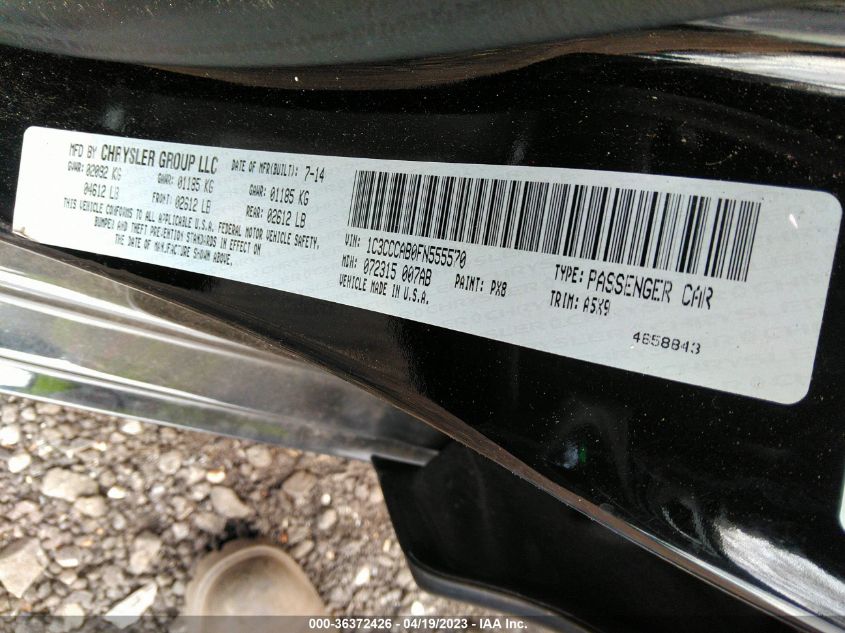 MFD BY CHRYSLER GROUP LLC DATE OF MFR(BUILT): 7-14
GVWR: 02092 KG GAWR: 01185 KG GAWR: 01185 KG
04612 LB FRONT: 02612 LB REAR: 02612 LB
THIS VEHICLE CONFORMS TO ALL APPLICABLE U.S.A. FEDERAL MOTOR VEHICLE SAFETY,
BUMPER AND THEFT PREVENTION STANDARDS IN EFFECT ON
THE DATE OF MANUFACTURE SHOWN ABOVE.
VIN: 1C3CCCAB0FN555570 TYPE: PASSENGER CAR
MDH: 072315 007AB PAINT: PX8 TRIM: A5X9
VEHICLE MADE IN U.S.A.
4658843
000-36372426 - 04/19/2023 - IAA Inc.